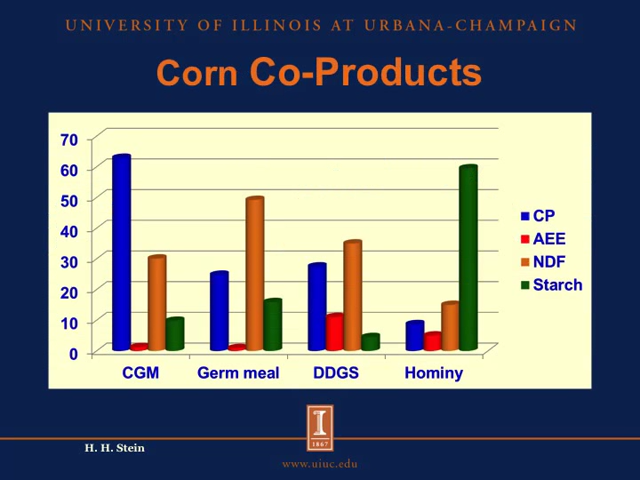 UNIVERSITY OF ILLINOIS AT URBANA-CHAMPAIGN
Corn Co-Products
70
60
50
40
30
20
10
0
CGM Germ meal DDGS Hominy
CP
AEE
NDF
Starch
I
1867
H. H. Stein
www.uiuc.edu